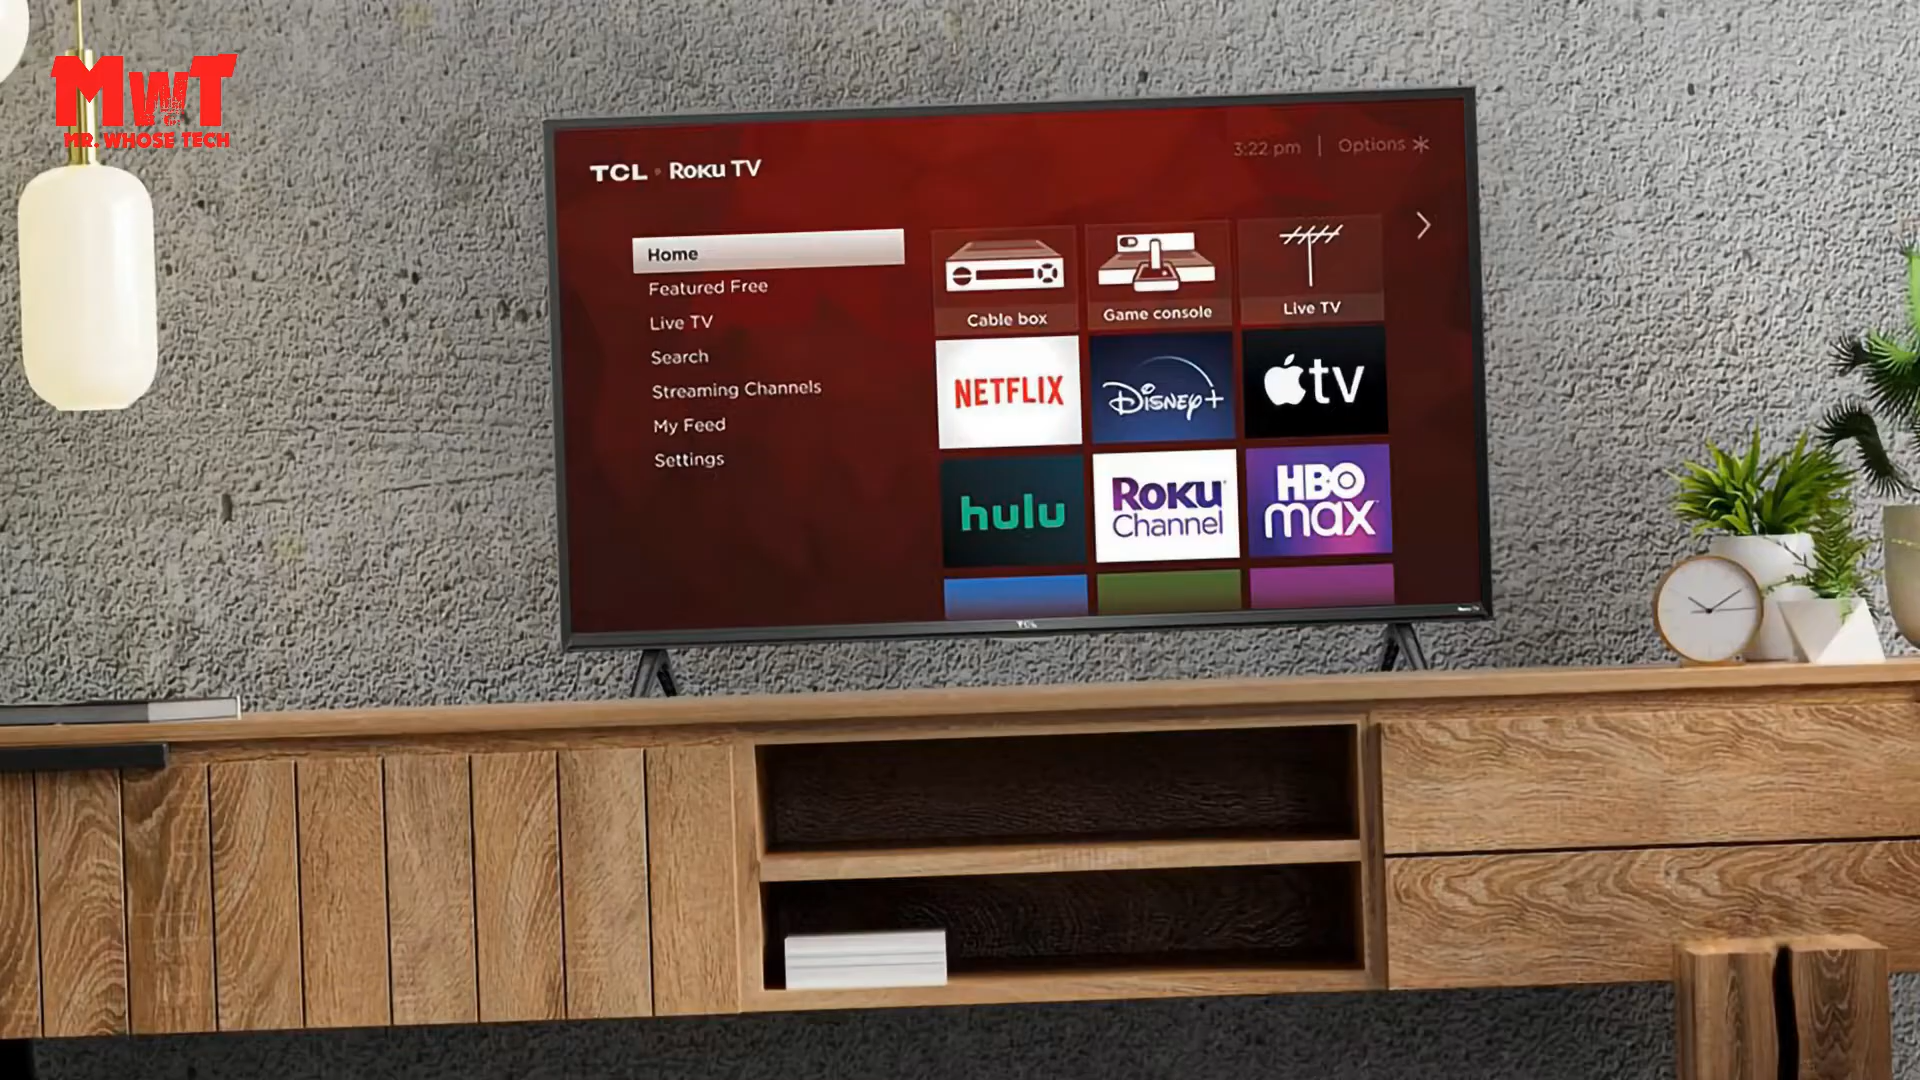 MWT
MR. WHOSE TECH
TCL • Roku TV
3:22 pm | Options
Home
Featured Free
Live TV
Search
Streaming Channels
My Feed
Settings
Cable box
Game console
Live TV
NETFLIX
Disney+
tv
hulu
Roku Channel
HBO max
TCL